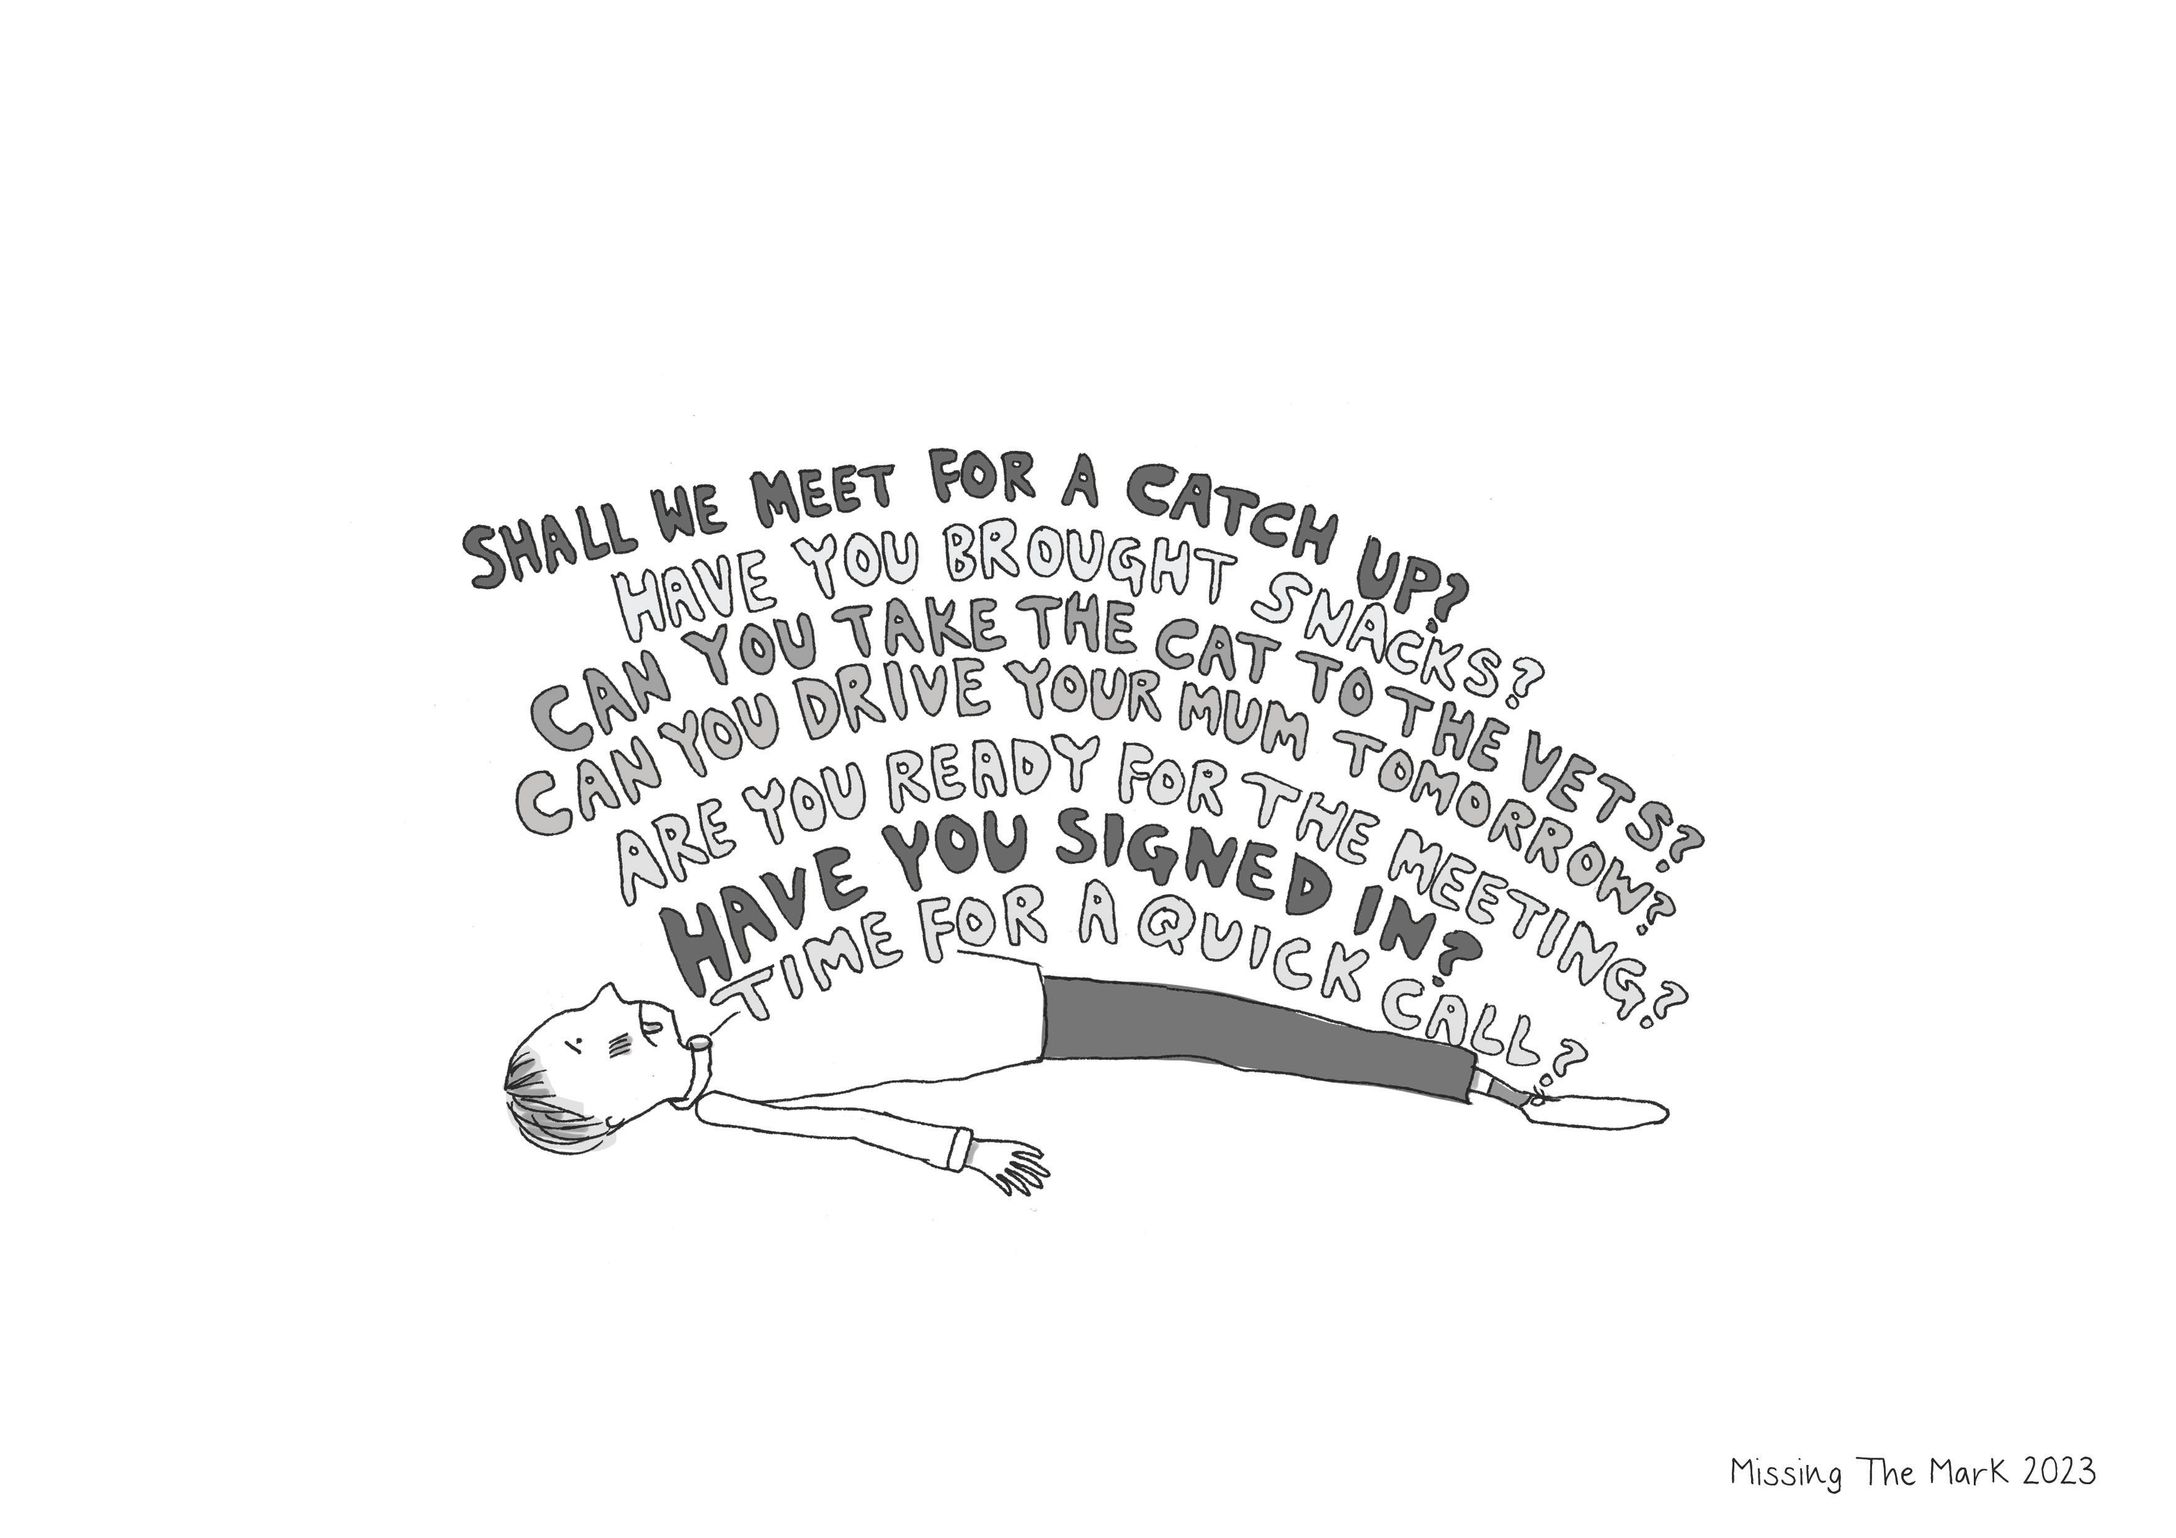 SHALL WE MEET FOR A CATCH UP?
HAVE YOU BROUGHT SNACKS?
CAN YOU TAKE THE CAT TO THE VETS?
CAN YOU DRIVE YOUR MUM TOMORROW?
ARE YOU READY FOR THE MEETING?
HAVE YOU SIGNED IN?
TIME FOR A QUICK CALL?
Missing The Mark 2023